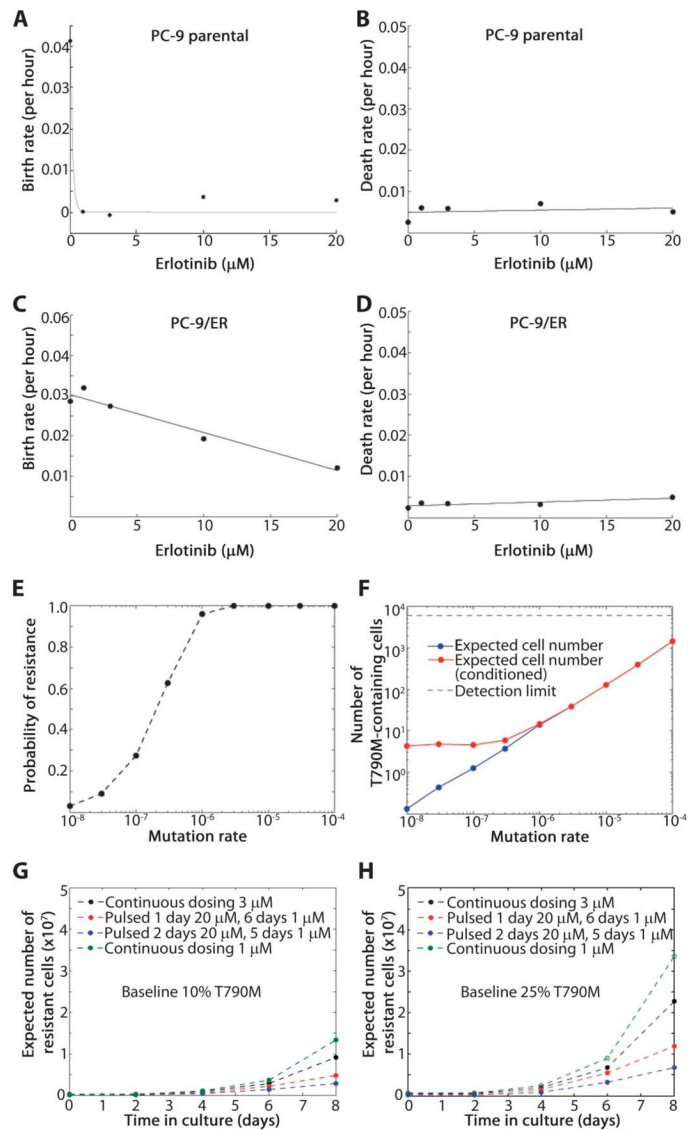 A
PC-9 parental
0.04
0.03
0.02
0.01
0
Birth rate (per hour)
0 5 10 15 20
Erlotinib (μM)
B
PC-9 parental
0.05
0.04
0.03
0.02
0.01
0
Death rate (per hour)
0 5 10 15 20
Erlotinib (μM)
C
PC-9/ER
0.06
0.05
0.04
0.03
0.02
0.01
Birth rate (per hour)
0 5 10 15 20
Erlotinib (μM)
D
PC-9/ER
0.05
0.04
0.03
0.02
0.01
0
Death rate (per hour)
0 5 10 15 20
Erlotinib (μM)
E
1.0
0.8
0.6
0.4
0.2
Probability of resistance
10⁻⁸ 10⁻⁷ 10⁻⁶ 10⁻⁵ 10⁻⁴
Mutation rate
F
10⁴
10³
10²
10¹
10⁰
Number of
T790M-containing cells
Expected cell number
Expected cell number
(conditioned)
Detection limit
10⁻⁸ 10⁻⁷ 10⁻⁶ 10⁻⁵ 10⁻⁴
Mutation rate
G
5
4
3
2
1
0
Expected number of
resistant cells (x10⁷)
Continuous dosing 3 μM
Pulsed 1 day 20 μM, 6 days 1 μM
Pulsed 2 days 20 μM, 5 days 1 μM
Continuous dosing 1 μM
Baseline 10% T790M
0 1 2 3 4 5 6 7 8
Time in culture (days)
H
5
4
3
2
1
0
Expected number of
resistant cells (x10⁷)
Continuous dosing 3 μM
Pulsed 1 day 20 μM, 6 days 1 μM
Pulsed 2 days 20 μM, 5 days 1 μM
Continuous dosing 1 μM
Baseline 25% T790M
0 1 2 3 4 5 6 7 8
Time in culture (days)